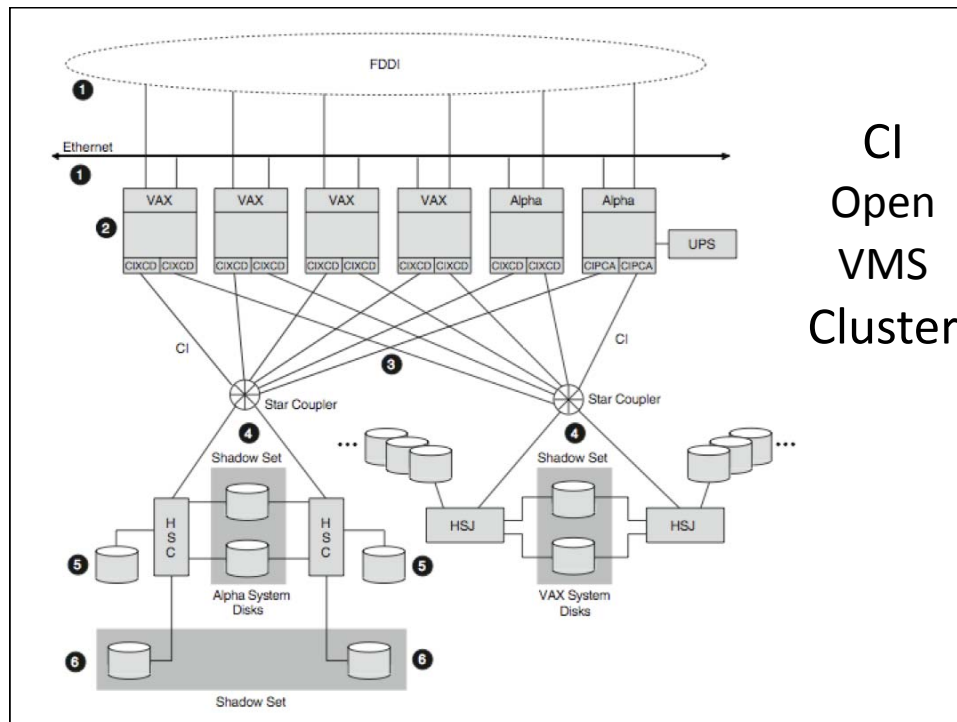 FDDI
1
Ethernet
1
VAX VAX VAX VAX Alpha Alpha
2
UPS
CIXCD CIXCD CIXCD CIXCD CIXCD CIXCD CIXCD CIXCD CIXCD CIXCD CIPCA CIPCA
CI
3
CI
Star Coupler
Star Coupler
4
4
Shadow Set
Shadow Set
•••
•••
HSC
HSC
HSJ
HSJ
5
5
Alpha System
Disks
VAX System
Disks
6
6
Shadow Set
CI
Open
VMS
Cluster